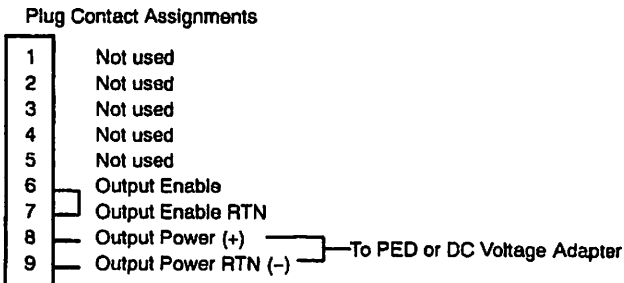 Plug Contact Assignments
1 Not used
2 Not used
3 Not used
4 Not used
5 Not used
6 Output Enable
7 Output Enable RTN
8 Output Power (+)
To PED or DC Voltage Adapter
9 Output Power RTN (–)